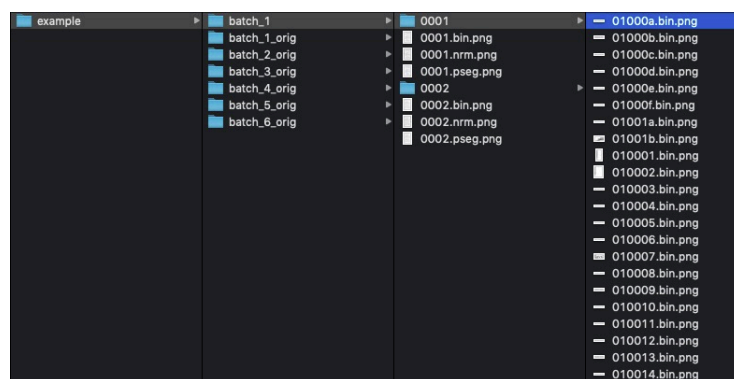 example
batch_1
batch_1_orig
batch_2_orig
batch_3_orig
batch_4_orig
batch_5_orig
batch_6_orig
0001
0001.bin.png
0001.nrm.png
0001.pseg.png
0002
0002.bin.png
0002.nrm.png
0002.pseg.png
01000a.bin.png
01000b.bin.png
01000c.bin.png
01000d.bin.png
01000e.bin.png
01000f.bin.png
01001a.bin.png
01001b.bin.png
010001.bin.png
010002.bin.png
010003.bin.png
010004.bin.png
010005.bin.png
010006.bin.png
010007.bin.png
010008.bin.png
010009.bin.png
010010.bin.png
010011.bin.png
010012.bin.png
010013.bin.png
010014.bin.png